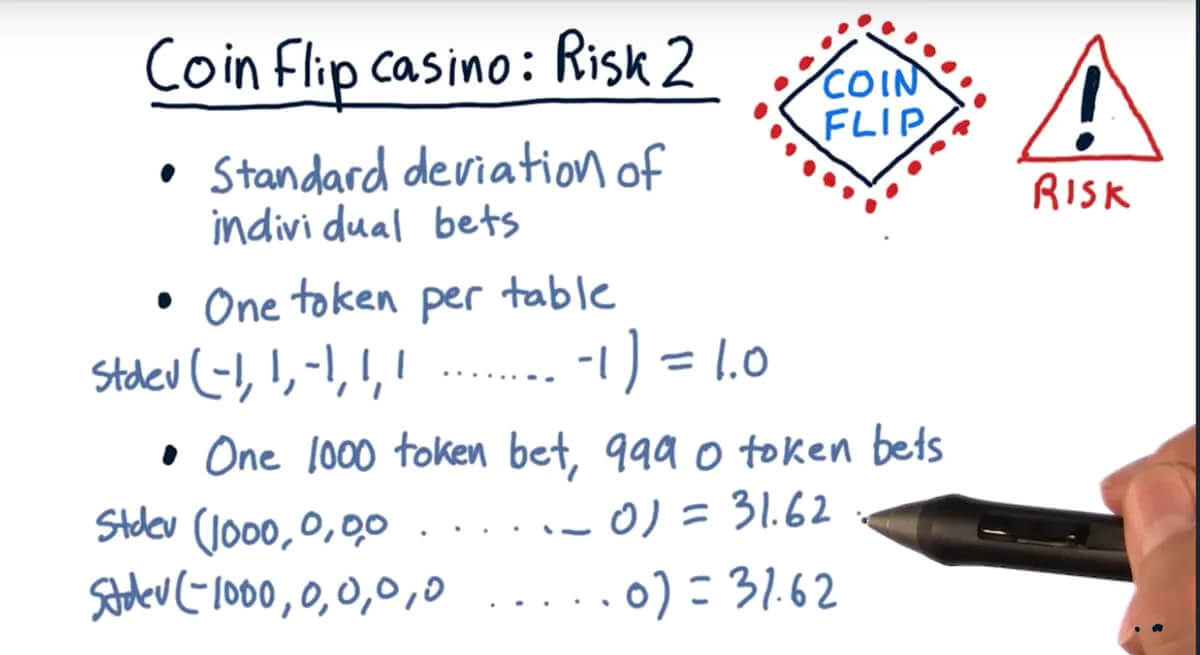 Coin Flip casino: Risk 2
COIN
FLIP
!
RISK
• Standard deviation of
individual bets
• One token per table
Stdev (-1, 1, -1, 1, 1 ........ -1) = 1.0
• One 1000 token bet, 999 0 token bets
Stdev (1000, 0, 0,0 ...... 0) = 31.62
Stdev (-1000, 0, 0, 0, 0 ..... 0) = 31.62